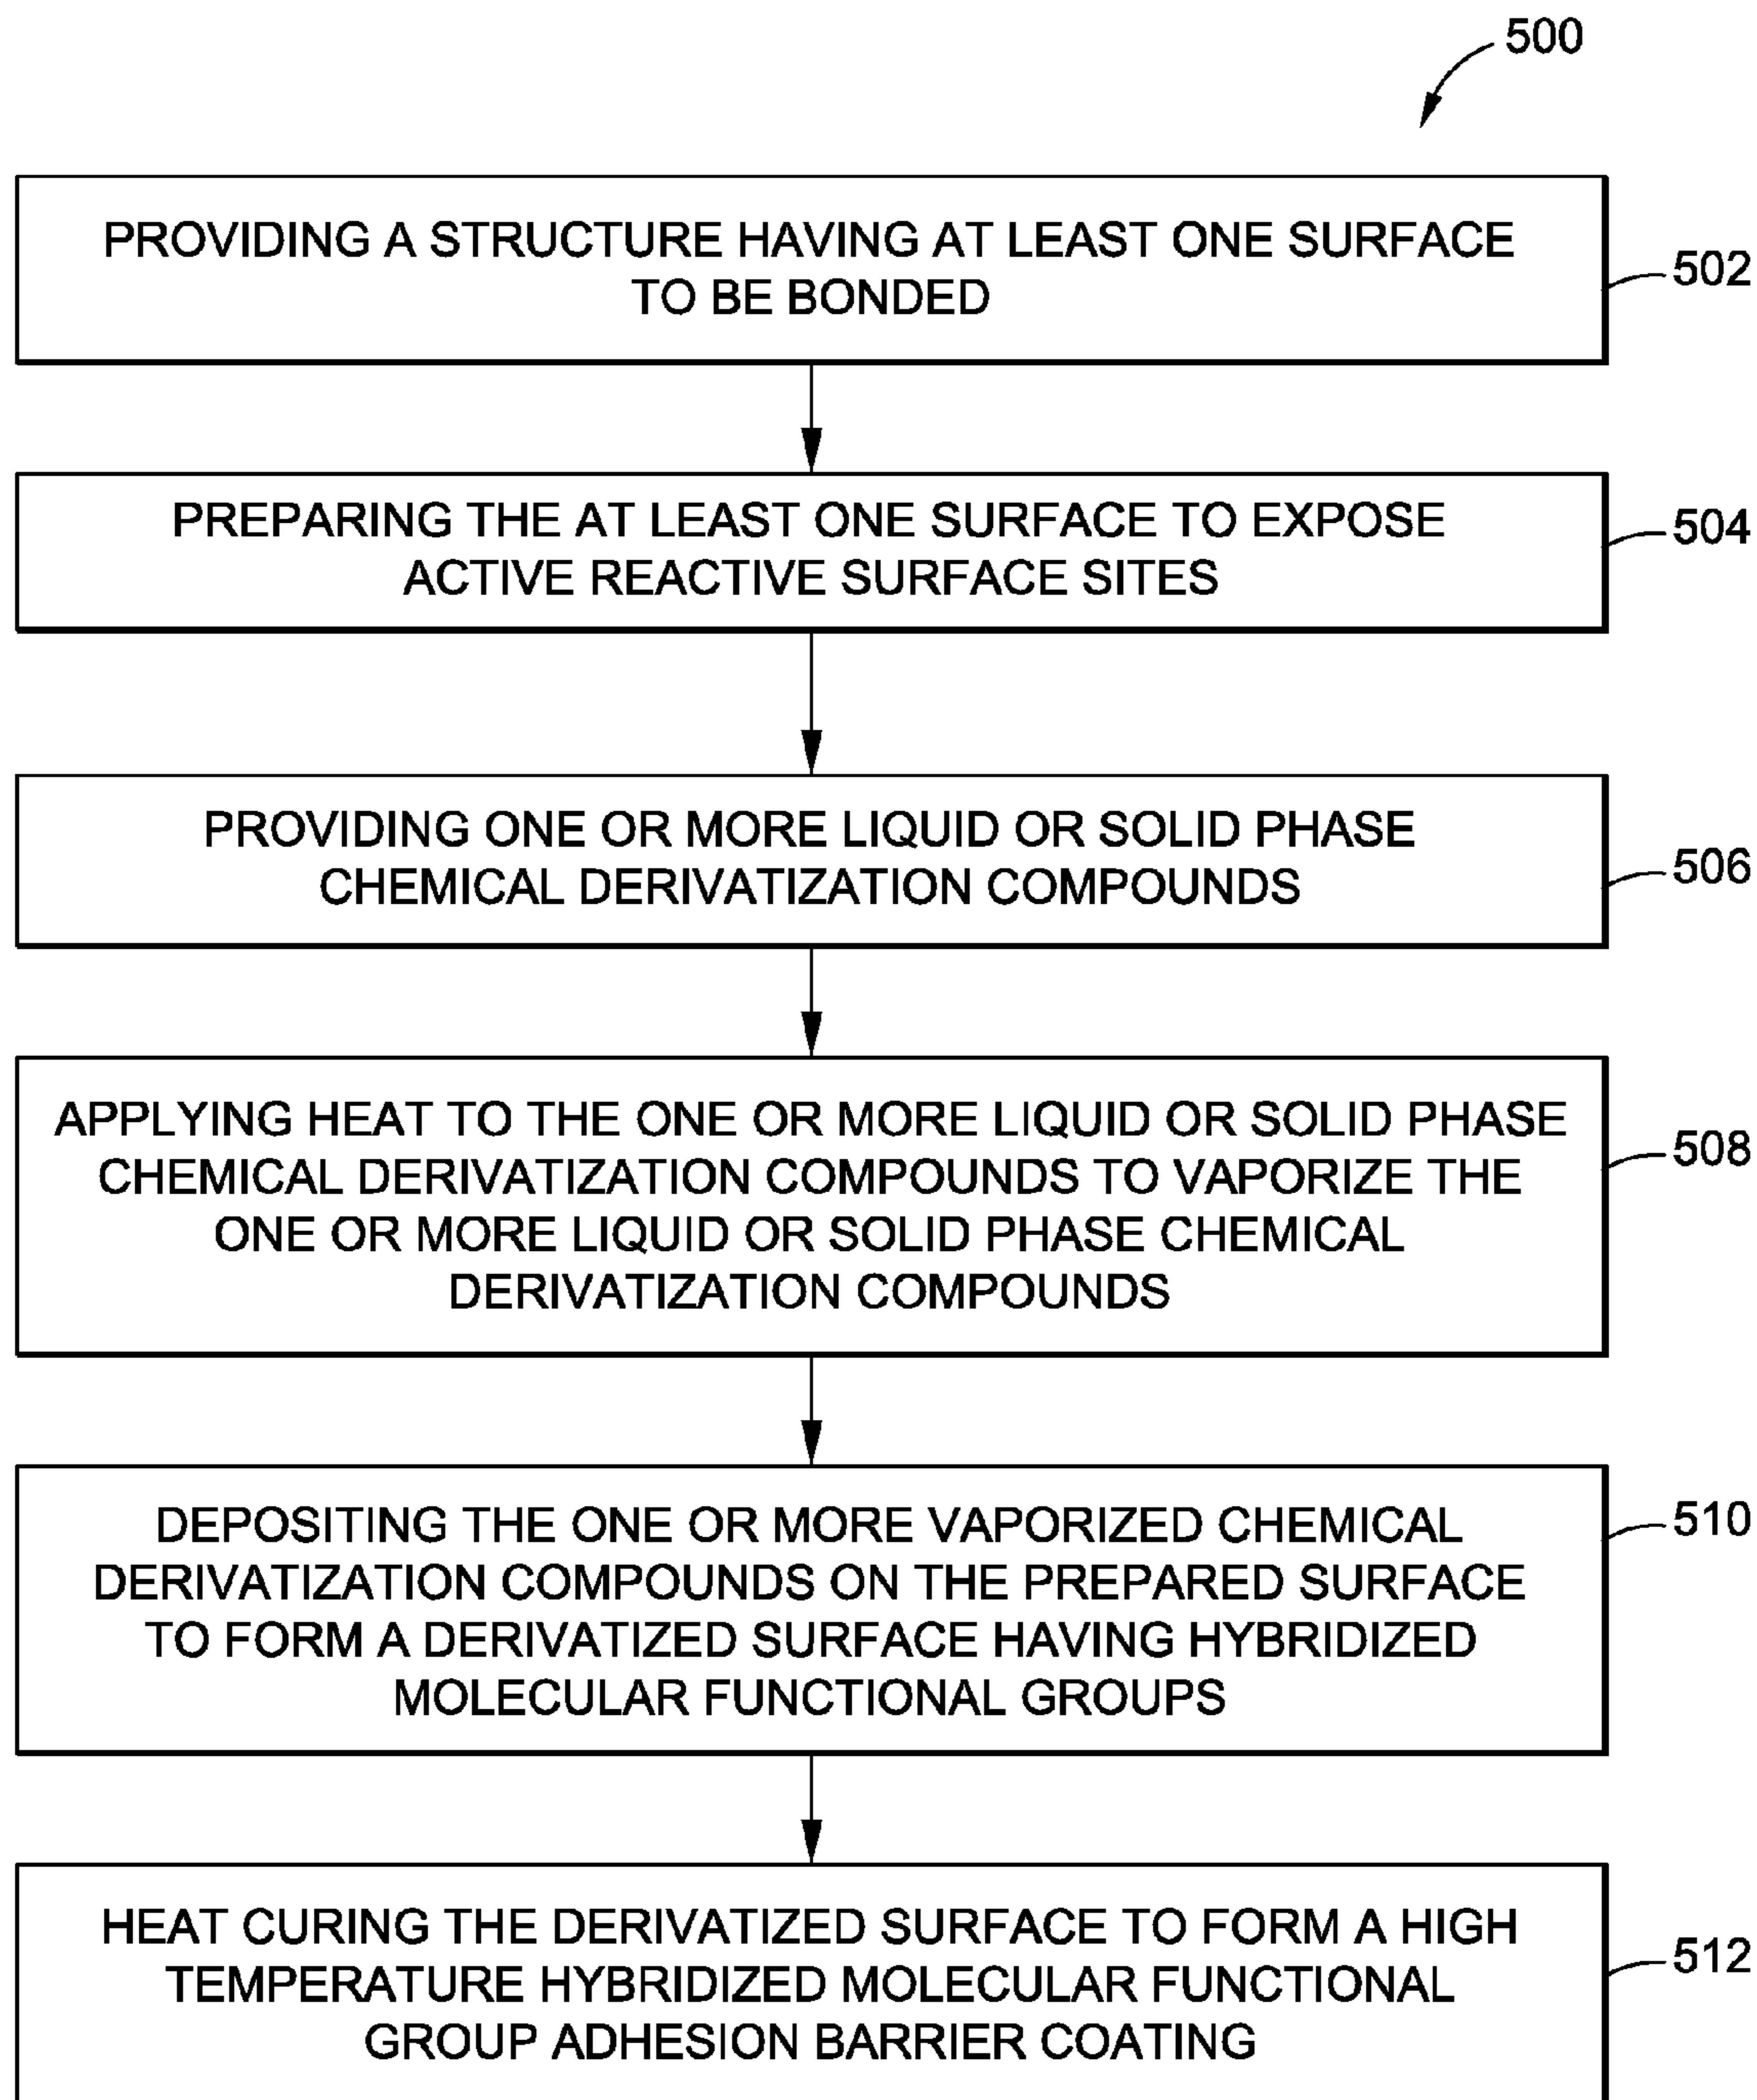 500
PROVIDING A STRUCTURE HAVING AT LEAST ONE SURFACE
TO BE BONDED
502
PREPARING THE AT LEAST ONE SURFACE TO EXPOSE
ACTIVE REACTIVE SURFACE SITES
504
PROVIDING ONE OR MORE LIQUID OR SOLID PHASE
CHEMICAL DERIVATIZATION COMPOUNDS
506
APPLYING HEAT TO THE ONE OR MORE LIQUID OR SOLID PHASE
CHEMICAL DERIVATIZATION COMPOUNDS TO VAPORIZE THE
ONE OR MORE LIQUID OR SOLID PHASE CHEMICAL
DERIVATIZATION COMPOUNDS
508
DEPOSITING THE ONE OR MORE VAPORIZED CHEMICAL
DERIVATIZATION COMPOUNDS ON THE PREPARED SURFACE
TO FORM A DERIVATIZED SURFACE HAVING HYBRIDIZED
MOLECULAR FUNCTIONAL GROUPS
510
HEAT CURING THE DERIVATIZED SURFACE TO FORM A HIGH
TEMPERATURE HYBRIDIZED MOLECULAR FUNCTIONAL
GROUP ADHESION BARRIER COATING
512